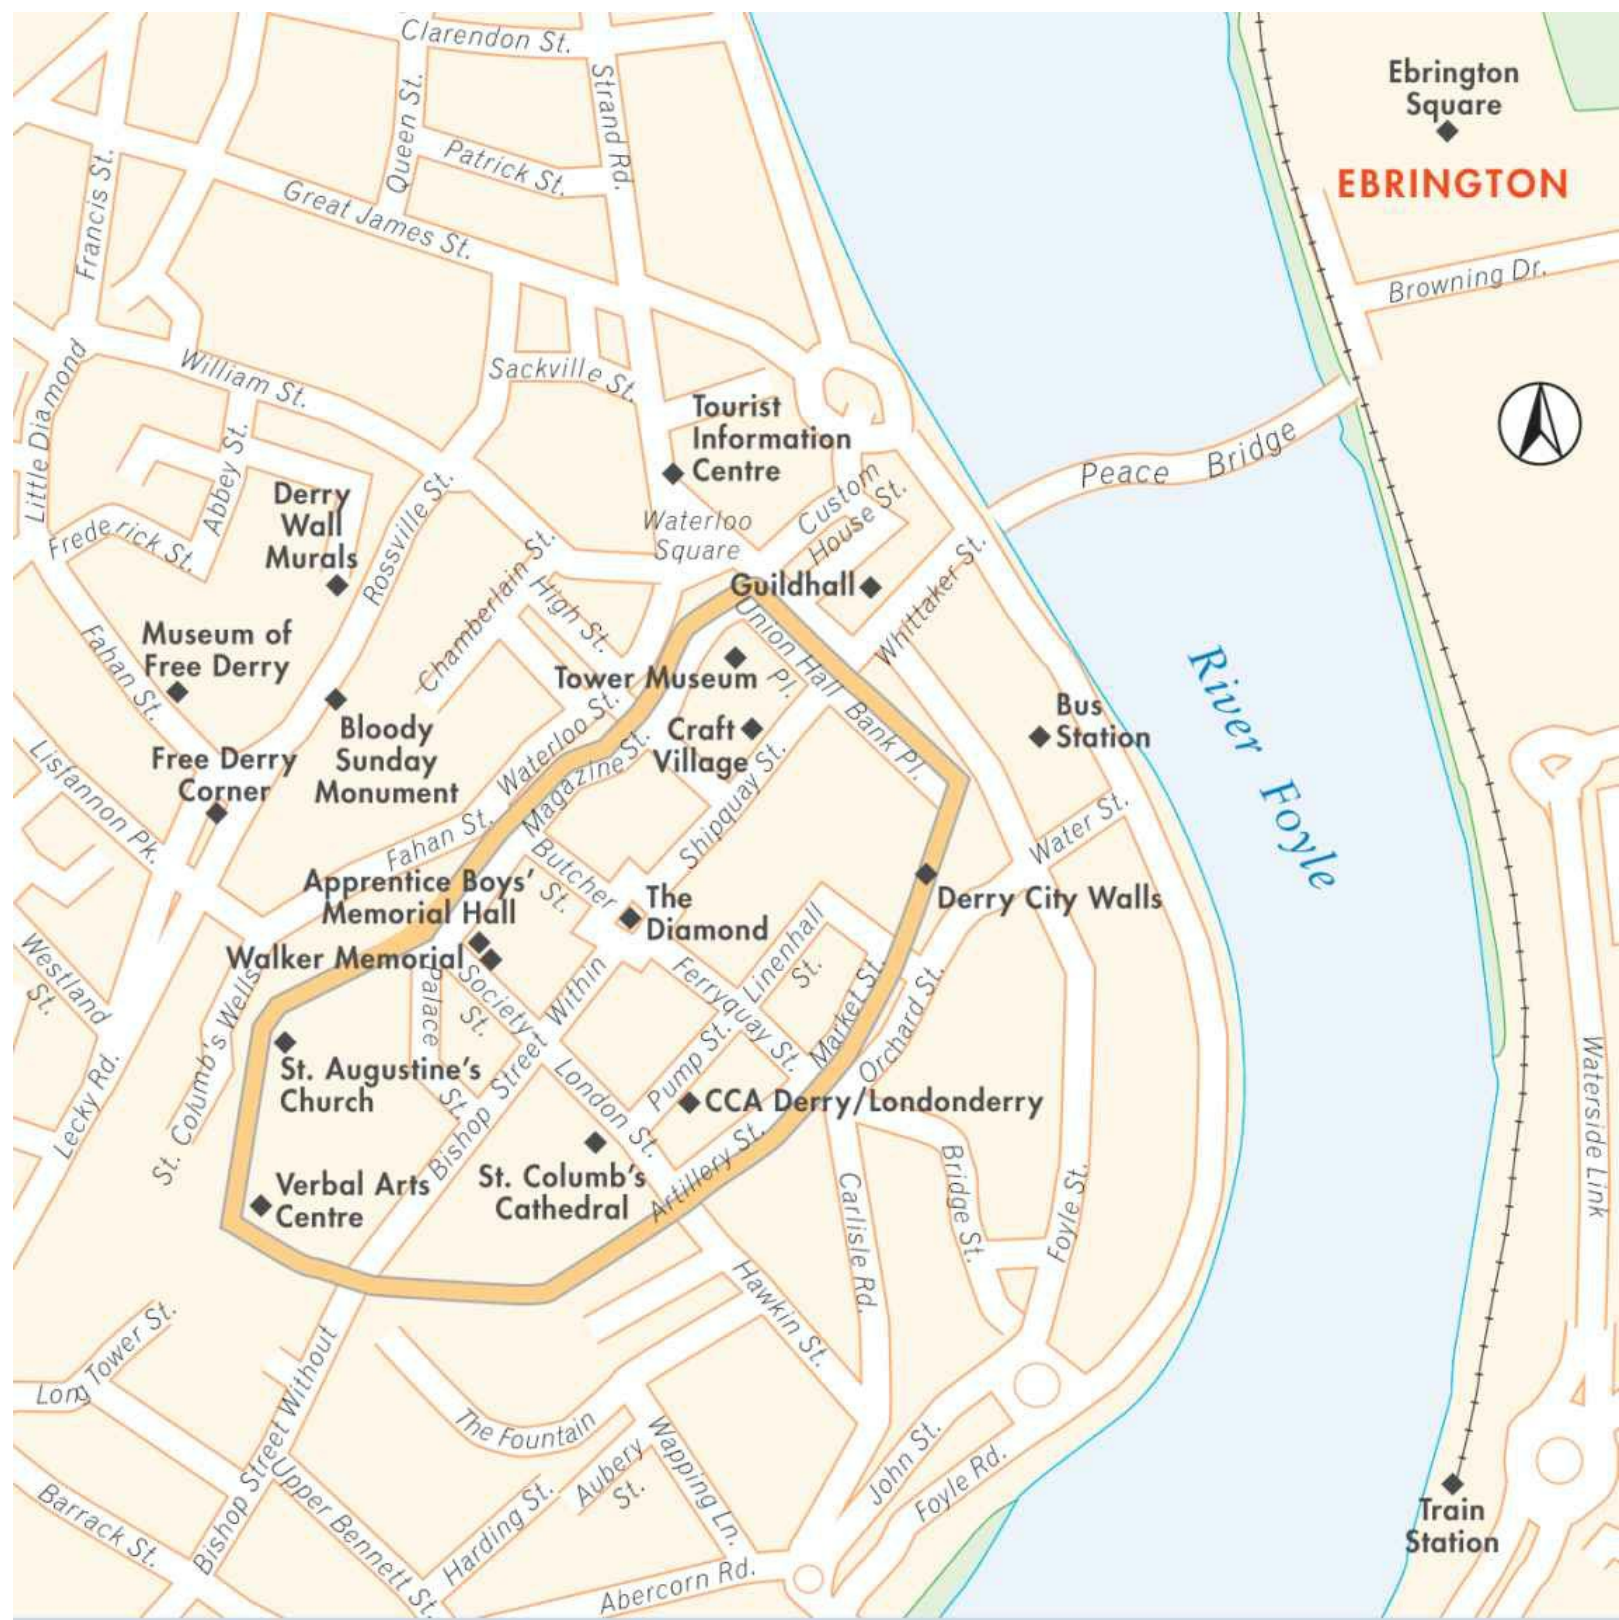 Clarendon St.
Strand Rd.
Queen St.
Patrick St.
Francis St.
Great James St.
Ebrington
Square
EBRINGTON
Browning Dr.
Little Diamond
William St.
Sackville St.
Abbey St.
Frederick St.
Derry
Wall
Murals
Rossville St.
Tourist
Information
Centre
Waterloo
Square
Custom
House St.
Peace Bridge
Guildhall
Whittaker St.
Chamberlain St.
High St.
Union Hall
Pl.
Bank Pl.
Fahan St.
Museum of
Free Derry
Tower Museum
Craft
Village
Bloody
Sunday
Monument
Free Derry
Corner
Lisfannon Pk.
Waterloo St.
Magazine St.
Fahan St.
Shipquay St.
Butcher
St.
Bus
Station
River Foyle
Water St.
Derry City Walls
Apprentice Boys'
Memorial Hall
Walker Memorial
The
Diamond
Westland
St.
St. Columb's Wells
Palace
St.
Society
St.
Bishop Street Within
Ferryquay St.
Linenhall
St.
Market St.
Orchard St.
Pump St.
London St.
Lecky Rd.
St. Augustine's
Church
CCA Derry/Londonderry
St. Columb's
Cathedral
Artillery St.
Verbal Arts
Centre
Carlisle Rd.
Bridge St.
Foyle St.
Waterside Link
Hawkin St.
Long Tower St.
Bishop Street Without
The Fountain
Wapping Ln.
Aubery
St.
Harding St.
Upper Bennett St.
Barrack St.
John St.
Foyle Rd.
Abercorn Rd.
Train
Station